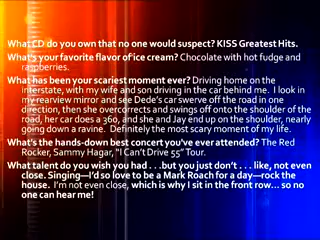 What CD do you own that no one would suspect? KISS Greatest Hits.
What's your favorite flavor of ice cream? Chocolate with hot fudge and
raspberries.
What has been your scariest moment ever? Driving home on the
Interstate, with my wife and son driving in the car behind me.  I look in
my rearview mirror and see Dede's car swerve off the road in one
direction, then she overcorrects and swings off onto the shoulder of the
road, her car does a 360, and she and Jay end up on the shoulder, nearly
going down a ravine.  Definitely the most scary moment of my life.
What's the hands-down best concert you've ever attended? The Red
Rocker, Sammy Hagar, "I Can't Drive 55" Tour.
What talent do you wish you had . . .but you just don't . . . like, not even
close. Singing—I'd so love to be a Mark Roach for a day—rock the
house.  I'm not even close, which is why I sit in the front row... so no
one can hear me!